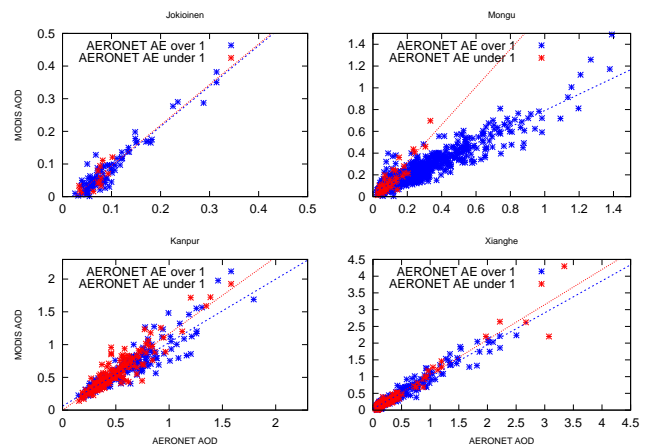 Jokioinen
MODIS AOD
AERONET AE over 1
AERONET AE under 1
0.5
0.4
0.3
0.2
0.1
0
0 0.1 0.2 0.3 0.4 0.5
Mongu
AERONET AE over 1
AERONET AE under 1
1.4
1.2
1
0.8
0.6
0.4
0.2
0
0 0.2 0.4 0.6 0.8 1 1.2 1.4
Kanpur
MODIS AOD
AERONET AE over 1
AERONET AE under 1
2
1.5
1
0.5
0
0 0.5 1 1.5 2
AERONET AOD
Xianghe
AERONET AE over 1
AERONET AE under 1
4.5
4
3.5
3
2.5
2
1.5
1
0.5
0
0 0.5 1 1.5 2 2.5 3 3.5 4 4.5
AERONET AOD